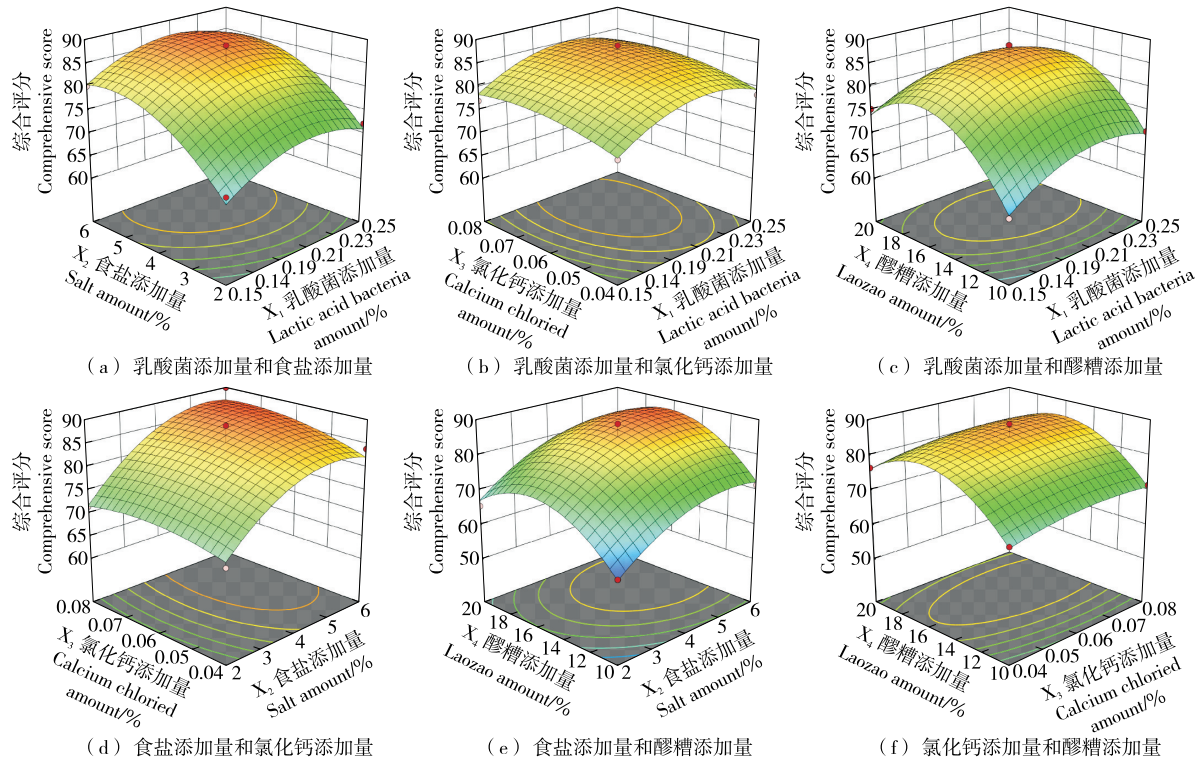 综合评分
Comprehensive score
90
85
80
75
70
65
60
6
5
4
3
2
0.15
0.14
0.19
0.21
0.23
0.25
X₂ 食盐添加量
Salt amount/%
X₁ 乳酸菌添加量
Lactic acid bacteria
amount/%
（a） 乳酸菌添加量和食盐添加量
综合评分
Comprehensive score
90
85
80
75
70
65
60
0.08
0.07
0.06
0.05
0.04
0.15
0.14
0.19
0.21
0.23
0.25
X₃ 氯化钙添加量
Calcium chloried
amount/%
X₁ 乳酸菌添加量
Lactic acid bacteria
amount/%
（b） 乳酸菌添加量和氯化钙添加量
综合评分
Comprehensive score
90
85
80
75
70
65
60
20
18
16
14
12
10
0.15
0.14
0.19
0.21
0.23
0.25
X₄ 醪糟添加量
Laozao amount/%
X₁ 乳酸菌添加量
Lactic acid bacteria
amount/%
（c） 乳酸菌添加量和醪糟添加量
综合评分
Comprehensive score
90
85
80
75
70
65
60
0.08
0.07
0.06
0.05
0.04
2
3
4
5
6
X₃ 氯化钙添加量
Calcium chloried
amount/%
X₂ 食盐添加量
Salt amount/%
（d） 食盐添加量和氯化钙添加量
综合评分
Comprehensive score
90
80
70
60
50
20
18
16
14
12
10
2
3
4
5
6
X₄ 醪糟添加量
Laozao amount/%
X₂ 食盐添加量
Salt amount/%
（e） 食盐添加量和醪糟添加量
综合评分
Comprehensive score
90
80
70
60
50
20
18
16
14
12
10
0.04
0.05
0.06
0.07
0.08
X₄ 醪糟添加量
Laozao amount/%
X₃ 氯化钙添加量
Calcium chloried
amount/%
（f） 氯化钙添加量和醪糟添加量